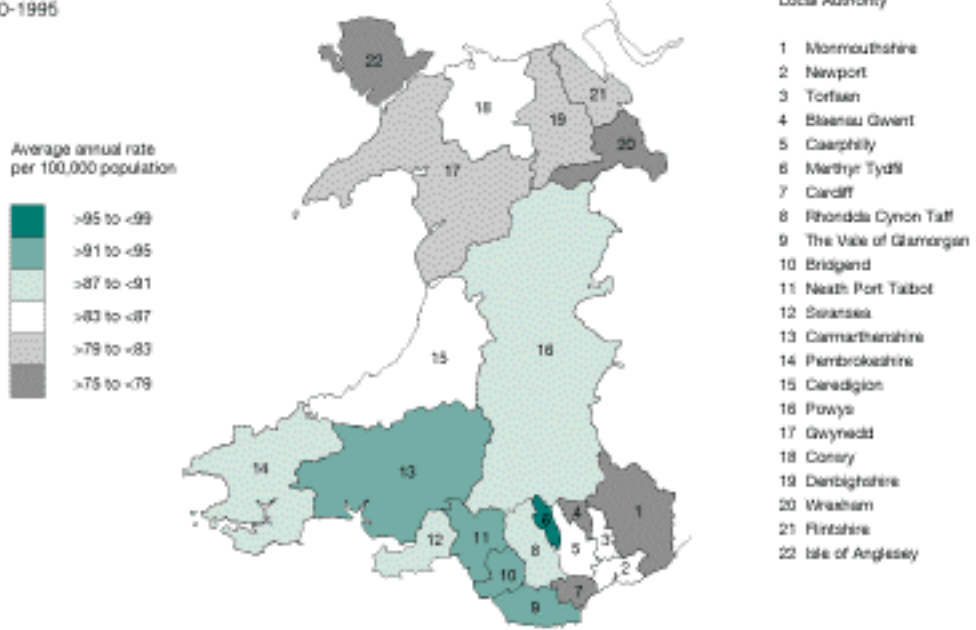 0-1995
Local Authority
1 Monmouthshire
2 Newport
3 Torfaen
4 Blaenau Gwent
5 Caerphilly
6 Merthyr Tydfil
7 Cardiff
8 Rhondda Cynon Taff
9 The Vale of Glamorgan
10 Bridgend
11 Neath Port Talbot
12 Swansea
13 Carmarthenshire
14 Pembrokeshire
15 Ceredigion
16 Powys
17 Gwynedd
18 Conwy
19 Denbighshire
20 Wrexham
21 Flintshire
22 Isle of Anglesey
Average annual rate
per 100,000 population
>95 to <99
>91 to <95
>87 to <91
>83 to <87
>79 to <83
>75 to <79
22
18
21
19
20
17
16
15
14
13
1
6
4
3
12
11
8
5
2
10
7
9